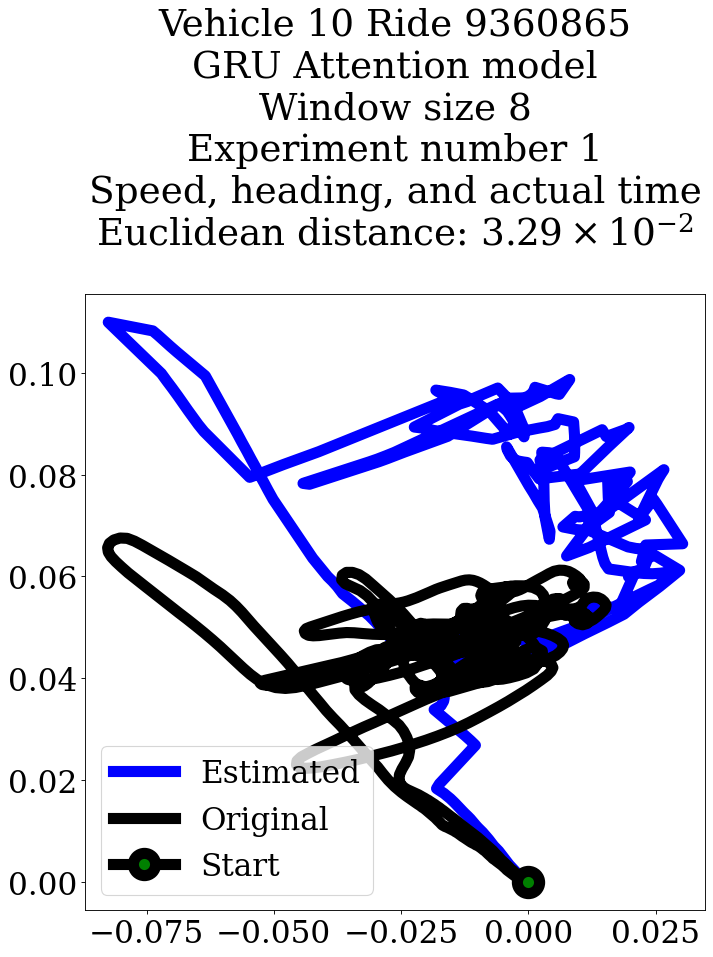 Vehicle 10 Ride 9360865
GRU Attention model
Window size 8
Experiment number 1
Speed, heading, and actual time
Euclidean distance: 3.29 × 10⁻²
0.10
0.08
0.06
0.04
0.02
0.00
Estimated
Original
Start
−0.075 −0.050 −0.025 0.000 0.025